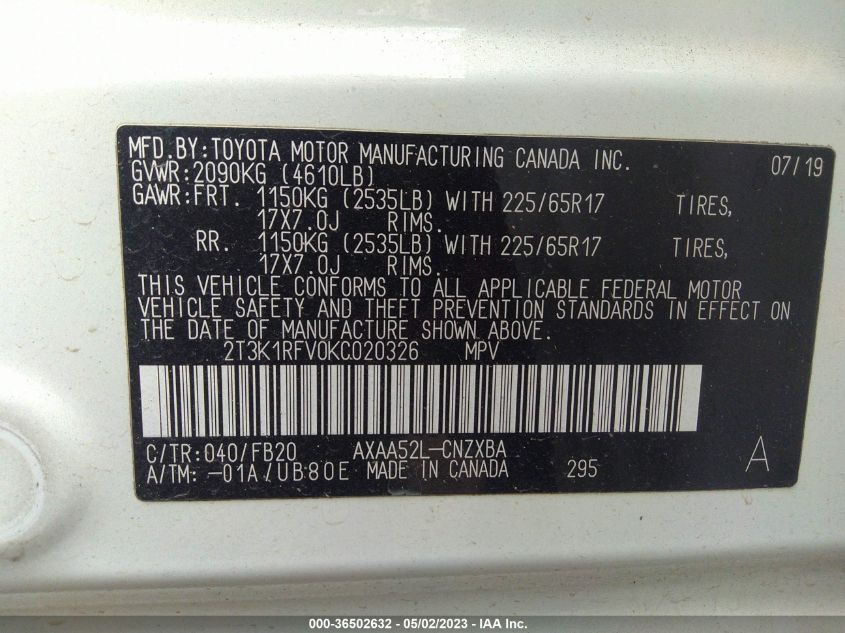 MFD.BY:TOYOTA MOTOR MANUFACTURING CANADA INC. 07/19
GVWR:2090KG (4610LB)
GAWR:FRT. 1150KG (2535LB) WITH 225/65R17 TIRES,
17X7.0J RIMS.
RR. 1150KG (2535LB) WITH 225/65R17 TIRES,
17X7.0J RIMS.
THIS VEHICLE CONFORMS TO ALL APPLICABLE FEDERAL MOTOR
VEHICLE SAFETY AND THEFT PREVENTION STANDARDS IN EFFECT ON
THE DATE OF MANUFACTURE SHOWN ABOVE.
2T3K1RFV0KC020326 MPV
C/TR:040/FB20 AXAA52L-CNZXBA A
A/TM:-01A/UB80E MADE IN CANADA 295
000-36502632 - 05/02/2023 - IAA Inc.